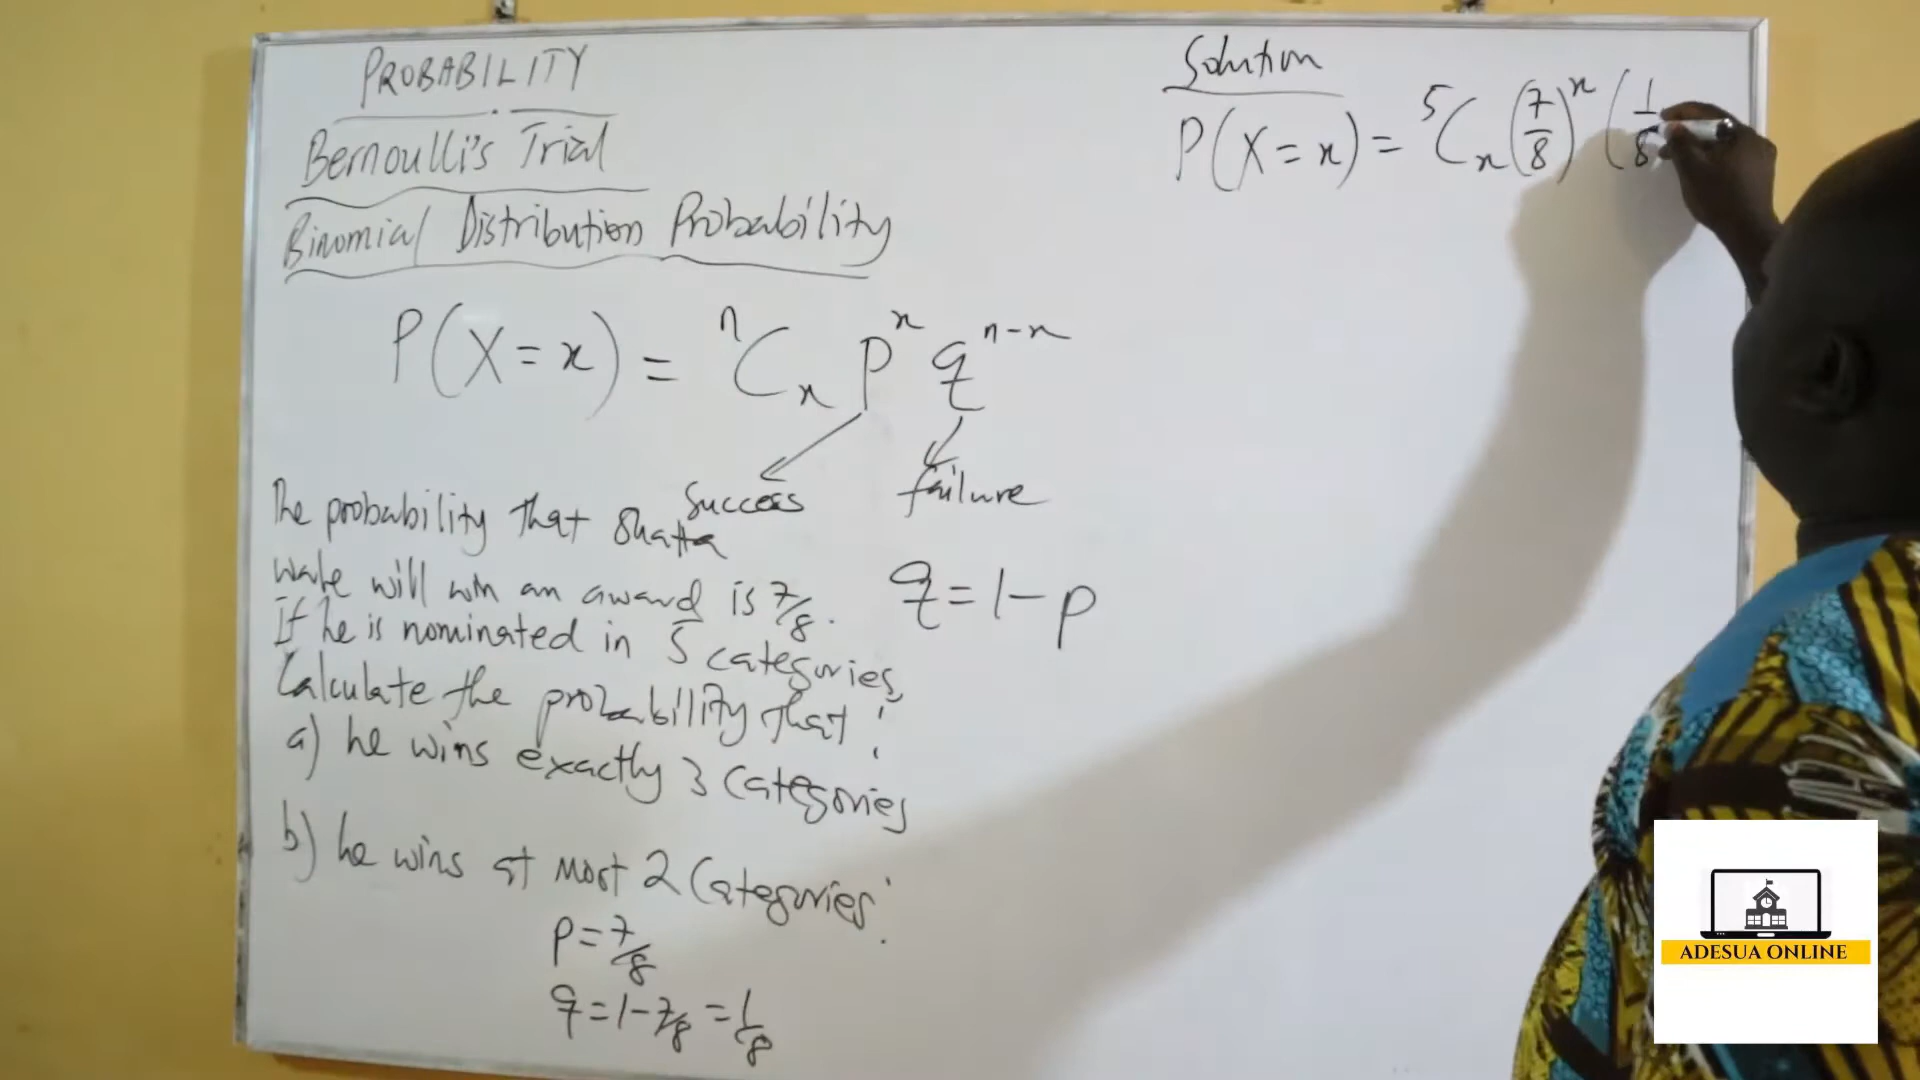 PROBABILITY
Bernoulli's Trial
Binomial Distribution Probability
P(X=x) = ⁿCₓ pˣ qⁿ⁻ˣ
Success failure
The probability that Shatta
wale will win an award is 7/8.
If he is nominated in 5 categories,
Calculate the probability that:
a) he wins exactly 3 Categories
b) he wins at most 2 Categories.
q = 1 - p
p = 7/8
q = 1 - 7/8 = 1/8
Solution
P(X=x) = ⁵Cₓ (7/8)ˣ (1/8
ADESUA ONLINE